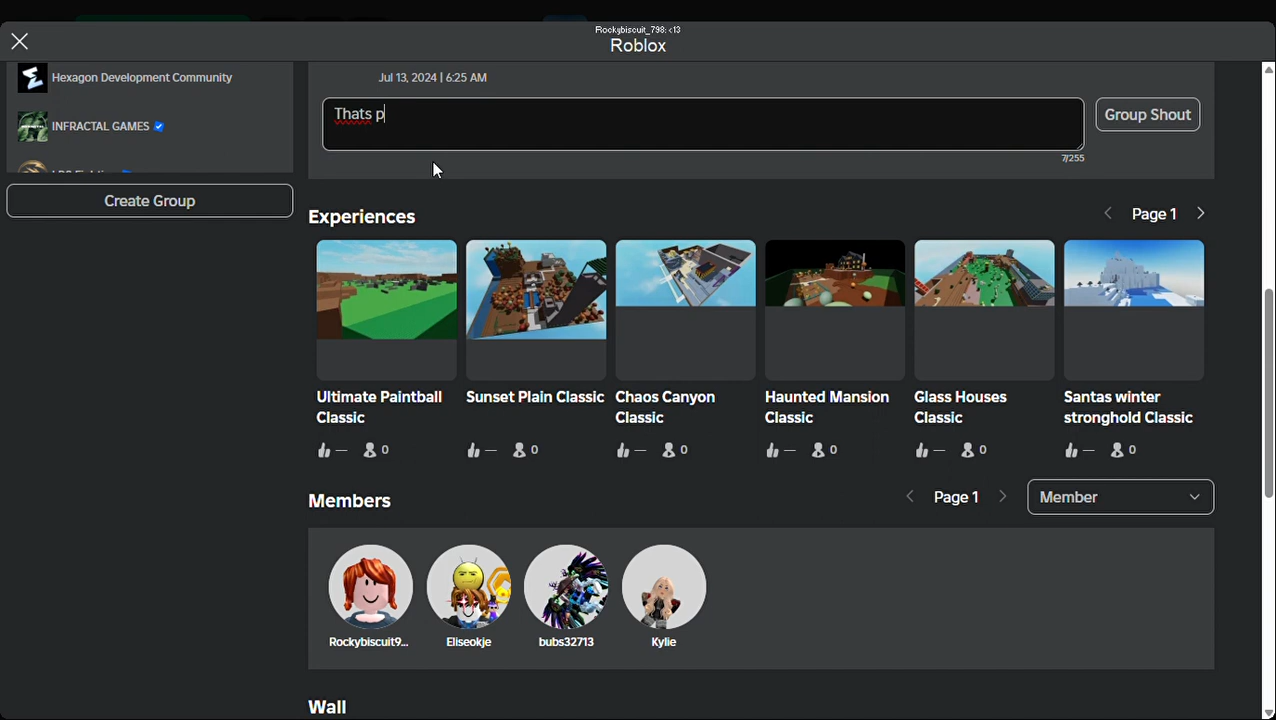 Rockybiscuit_798: <13
Roblox
Hexagon Development Community
Jul 13, 2024 | 6:25 AM
Thats p
Group Shout
INFRACTAL GAMES
7/255
Create Group
Experiences
Page 1
Ultimate Paintball Classic
Sunset Plain Classic
Chaos Canyon Classic
Haunted Mansion Classic
Glass Houses Classic
Santas winter stronghold Classic
— 0
— 0
— 0
— 0
— 0
— 0
Members
Page 1
Member
Rockybiscuit9...
Eliseokje
bubs32713
Kylie
Wall